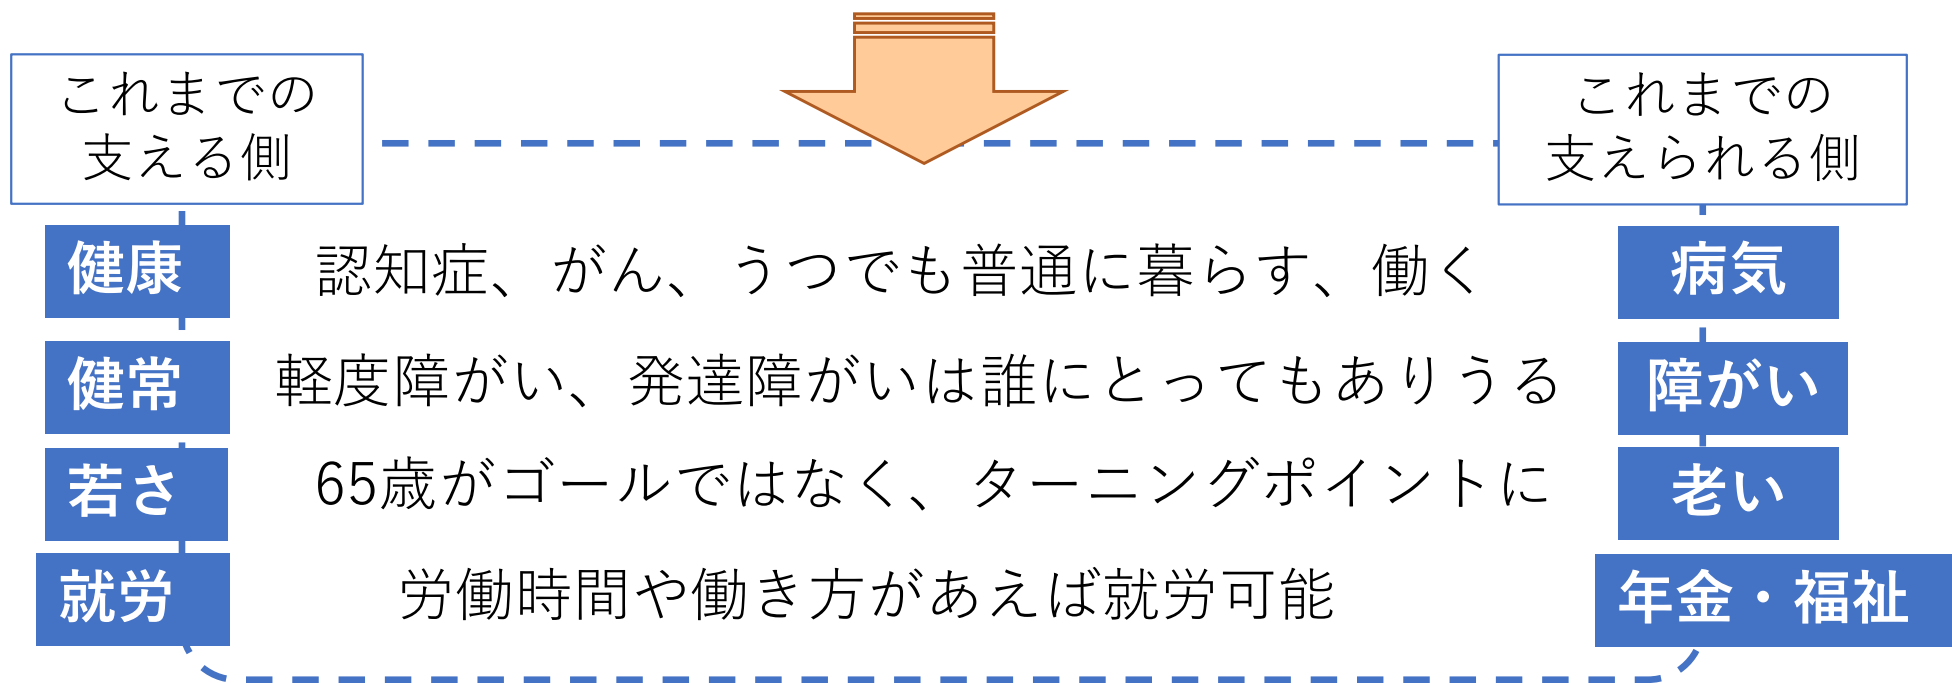 これまでの
支える側
これまでの
支えられる側
健康
認知症、がん、うつでも普通に暮らす、働く
病気
健常
軽度障がい、発達障がいは誰にとってもありうる
障がい
若さ
65歳がゴールではなく、ターニングポイントに
老い
就労
労働時間や働き方があえば就労可能
年金・福祉